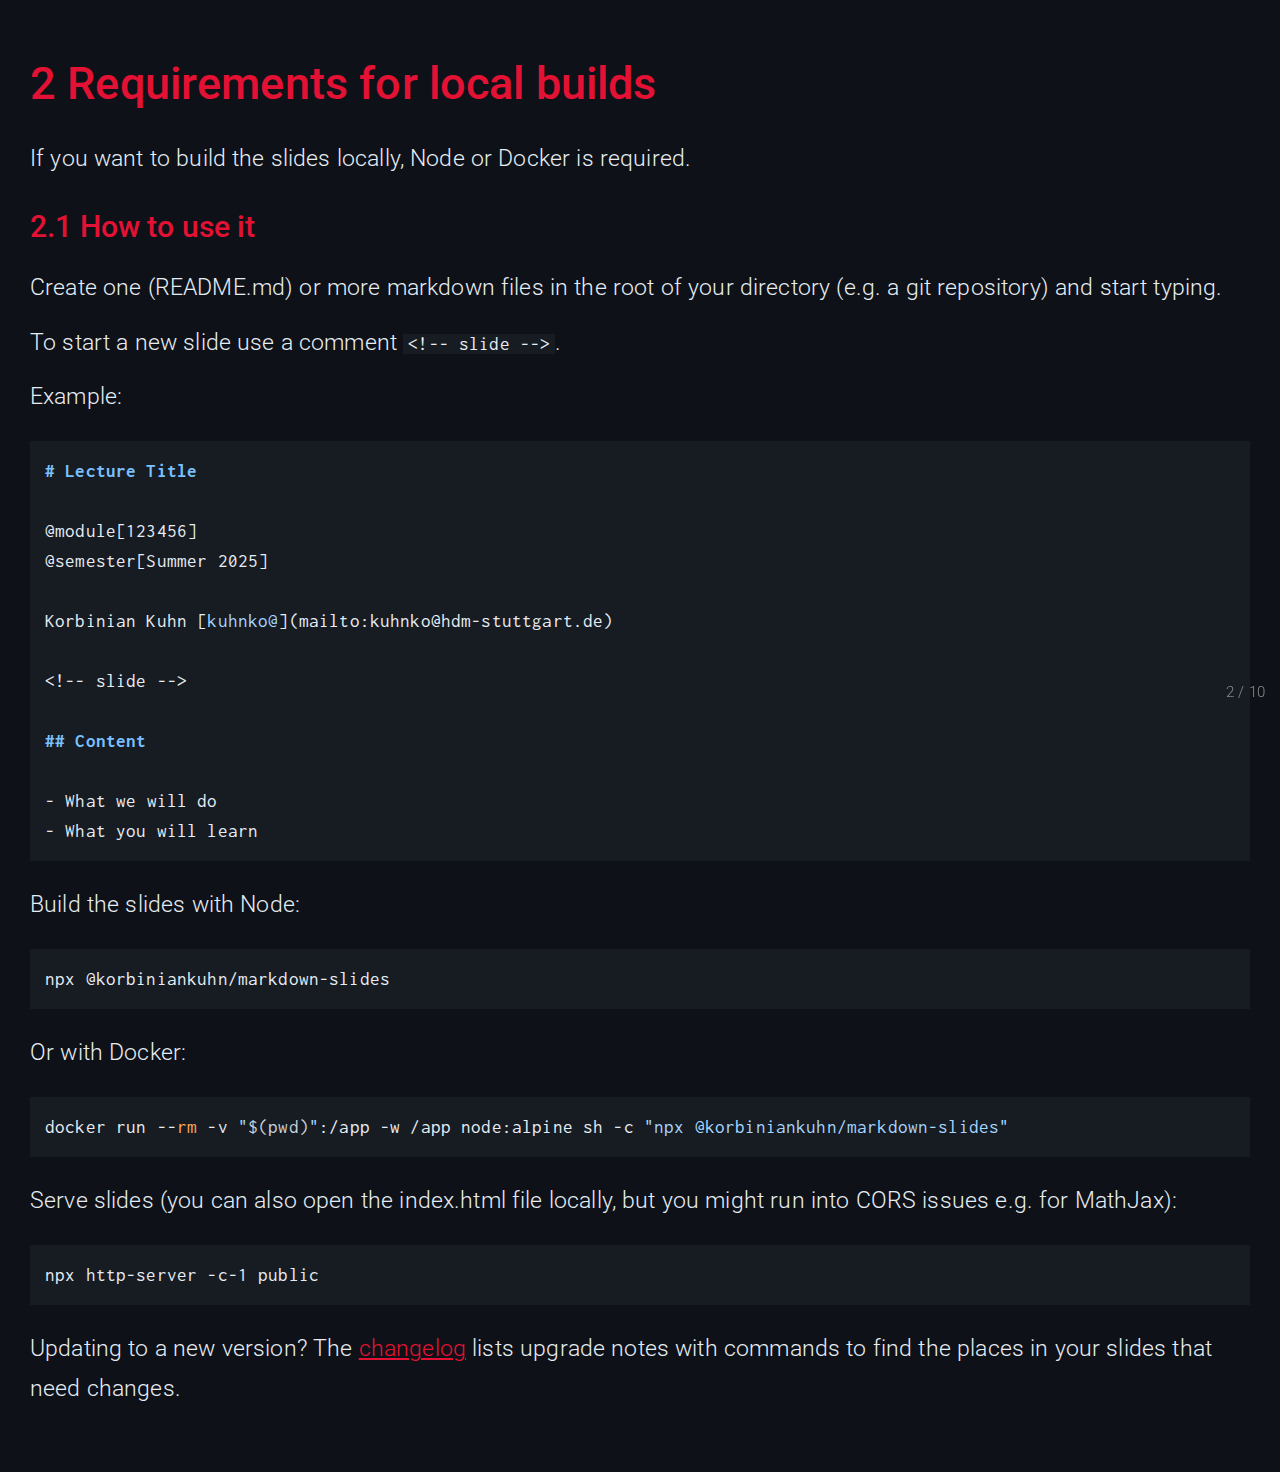 2 Requirements for local builds
If you want to build the slides locally, Node or Docker is required.
2.1 How to use it
Create one (README.md) or more markdown files in the root of your directory (e.g. a git repository) and start typing.
To start a new slide use a comment <!-- slide -->.
Example:
# Lecture Title
@module[123456]
@semester[Summer 2025]
Korbinian Kuhn [kuhnko@](mailto:kuhnko@hdm-stuttgart.de)
<!-- slide -->
2 / 10
## Content
- What we will do
- What you will learn
Build the slides with Node:
npx @korbiniankuhn/markdown-slides
Or with Docker:
docker run --rm -v "$(pwd)":/app -w /app node:alpine sh -c "npx @korbiniankuhn/markdown-slides"
Serve slides (you can also open the index.html file locally, but you might run into CORS issues e.g. for MathJax):
npx http-server -c-1 public
Updating to a new version? The changelog lists upgrade notes with commands to find the places in your slides that
need changes.